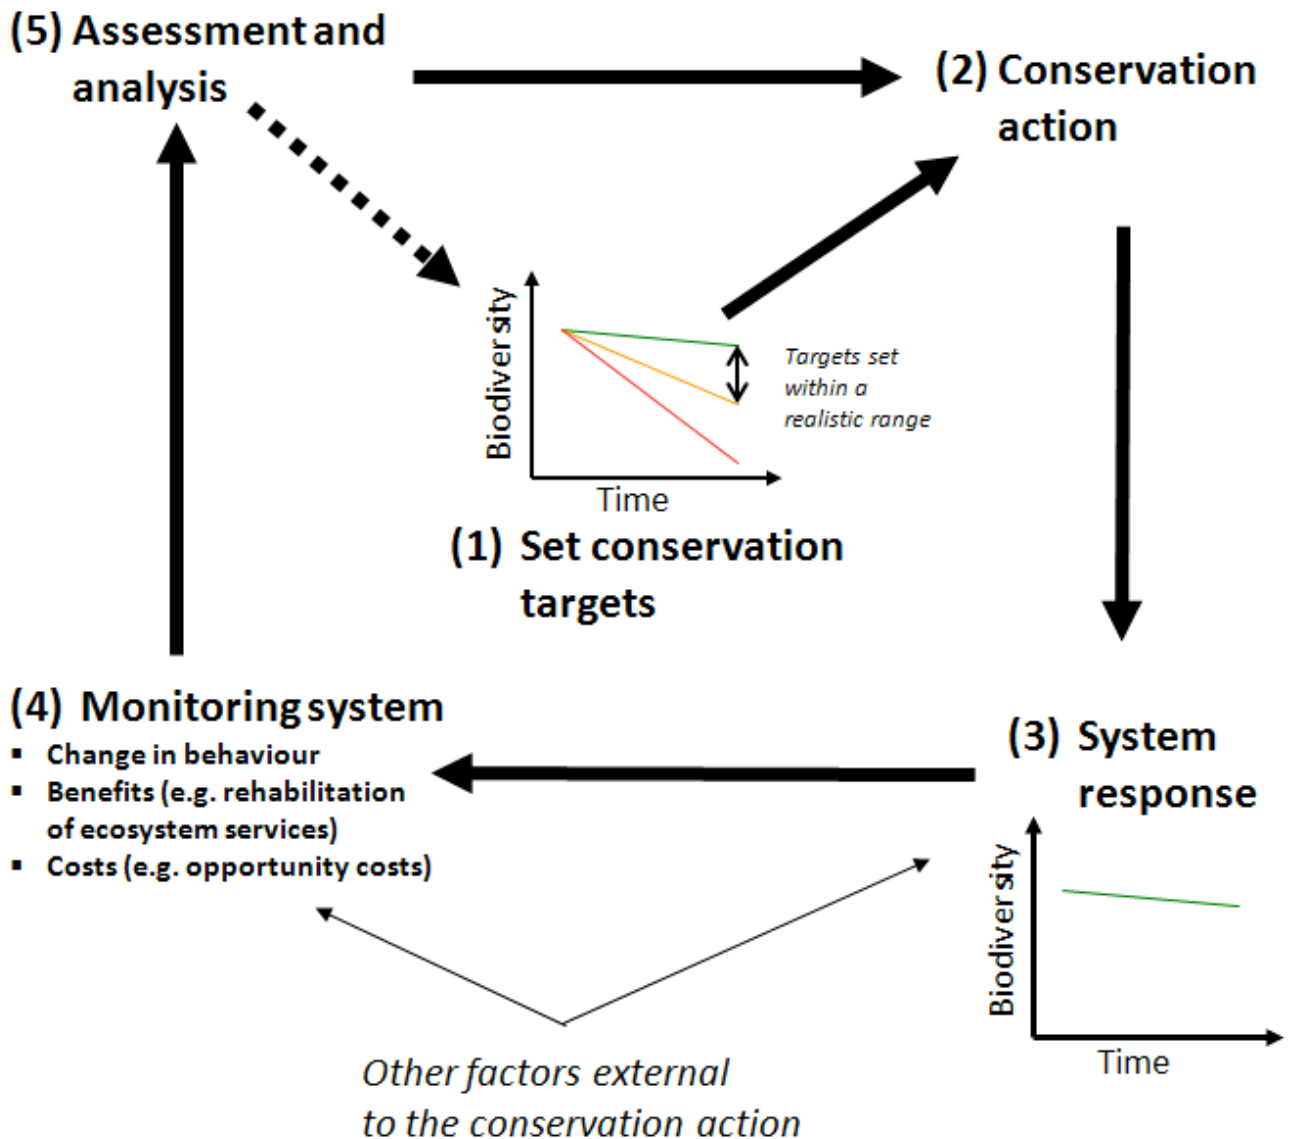 (5) Assessment and
analysis
(2) Conservation
action
Biodiversity
Time
Targets set
within a
realistic range
(1) Set conservation
targets
(4) Monitoring system
▪ Change in behaviour
▪ Benefits (e.g. rehabilitation
of ecosystem services)
▪ Costs (e.g. opportunity costs)
(3) System
response
Biodiversity
Time
Other factors external
to the conservation action